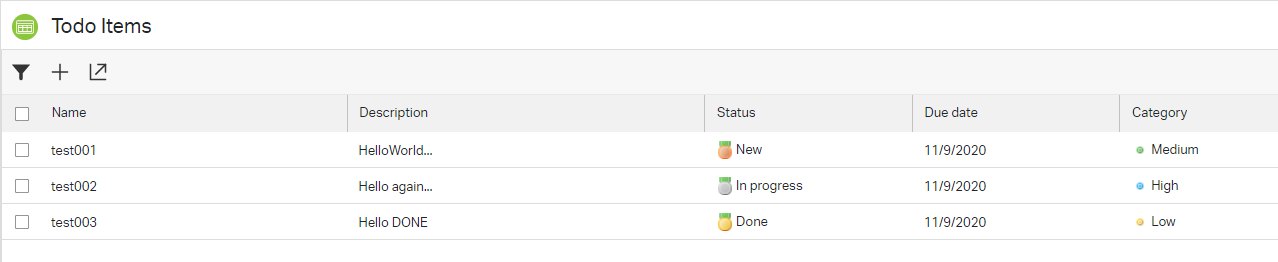 Todo Items
Name Description Status Due date Category
test001 HelloWorld... New 11/9/2020 Medium
test002 Hello again... In progress 11/9/2020 High
test003 Hello DONE Done 11/9/2020 Low